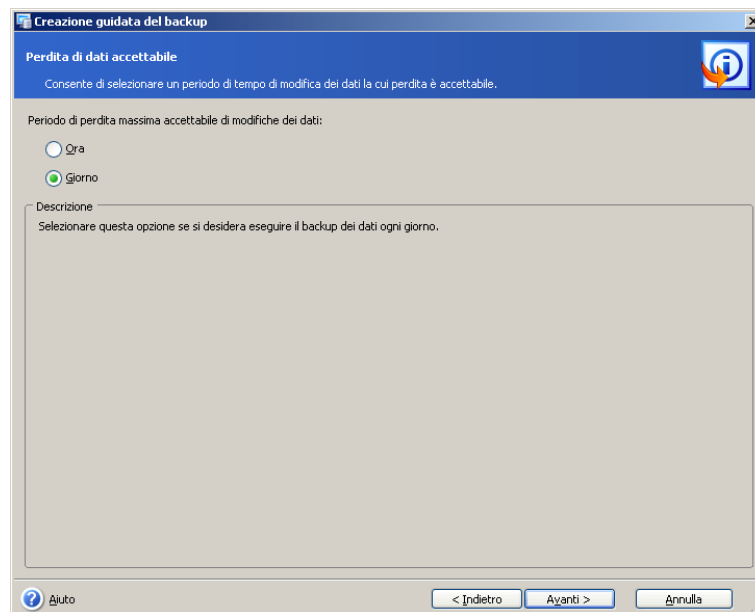 Creazione guidata del backup
Perdita di dati accettabile
Consente di selezionare un periodo di tempo di modifica dei dati la cui perdita è accettabile.
Periodo di perdita massima accettabile di modifiche dei dati:
Ora
Giorno
Descrizione
Selezionare questa opzione se si desidera eseguire il backup dei dati ogni giorno.
Aiuto
< Indietro
Avanti >
Annulla